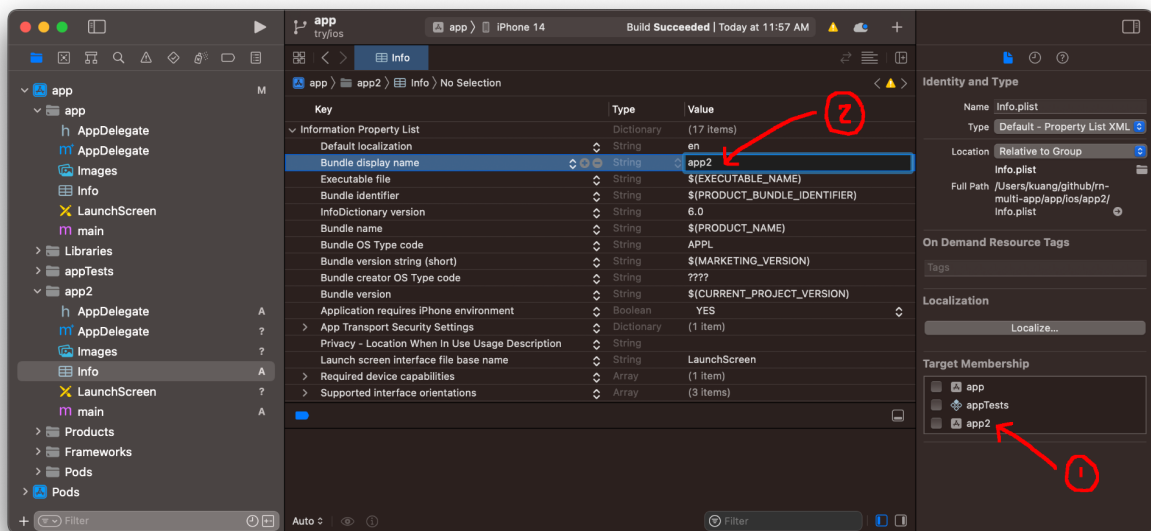 app
try/ios
app 〉 iPhone 14
Build Succeeded | Today at 11:57 AM
Info
app 〉 app2 〉 Info 〉 No Selection
app M
app
AppDelegate
AppDelegate
Images
Info
LaunchScreen
main
Libraries
appTests
app2
AppDelegate A
AppDelegate ?
Images ?
Info A
LaunchScreen ?
main A
Products
Frameworks
Pods
Pods
Filter
Key Type Value
Information Property List Dictionary (17 items)
Default localization String en
Bundle display name String app2
Executable file String $(EXECUTABLE_NAME)
Bundle identifier String $(PRODUCT_BUNDLE_IDENTIFIER)
InfoDictionary version String 6.0
Bundle name String $(PRODUCT_NAME)
Bundle OS Type code String APPL
Bundle version string (short) String $(MARKETING_VERSION)
Bundle creator OS Type code String ????
Bundle version String $(CURRENT_PROJECT_VERSION)
Application requires iPhone environment Boolean YES
App Transport Security Settings Dictionary (1 item)
Privacy - Location When In Use Usage Description String
Launch screen interface file base name String LaunchScreen
Required device capabilities Array (1 item)
Supported interface orientations Array (3 items)
2
Auto
Filter
Identity and Type
Name Info.plist
Type Default - Property List XML
Location Relative to Group
Info.plist
Full Path /Users/kuang/github/rn-
multi-app/app/ios/app2/
Info.plist
On Demand Resource Tags
Tags
Localization
Localize...
Target Membership
app
appTests
app2
1